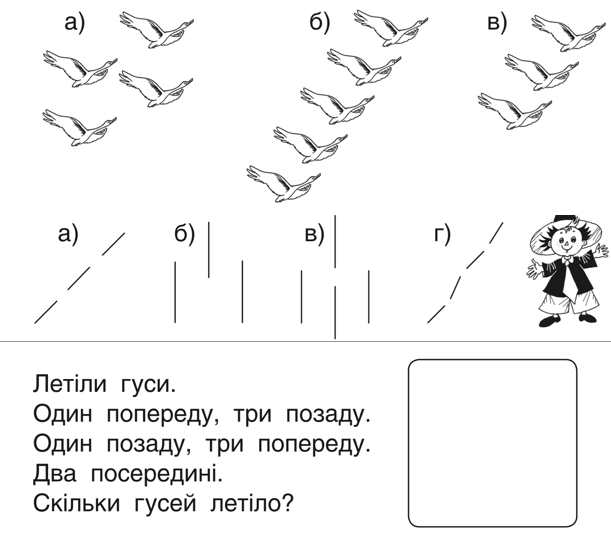 а) б) в)
а) б) в) г)
Летіли гуси.
Один попереду, три позаду.
Один позаду, три попереду.
Два посередині.
Скільки гусей летіло?